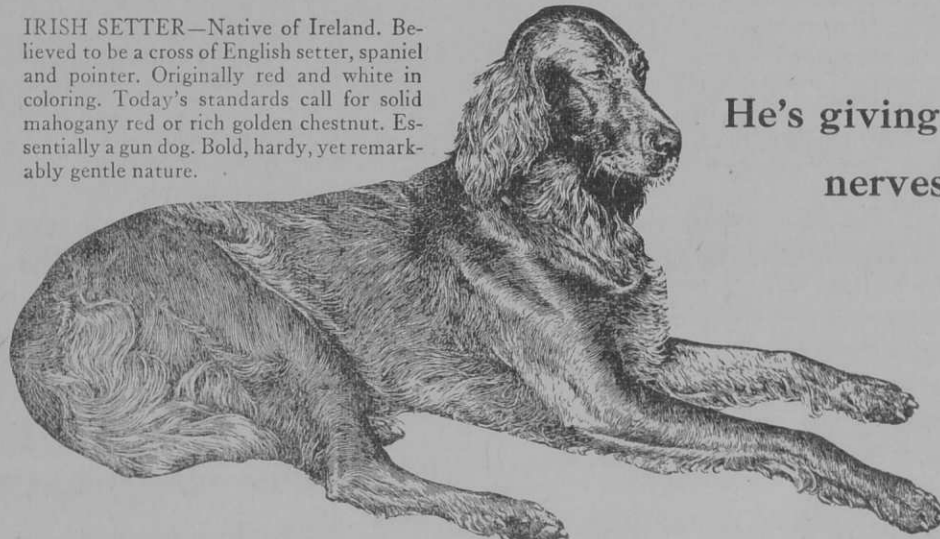 IRISH SETTER—Native of Ireland. Be-
lieved to be a cross of English setter, spaniel
and pointer. Originally red and white in
coloring. Today's standards call for solid
mahogany red or rich golden chestnut. Es-
sentially a gun dog. Bold, hardy, yet remark-
ably gentle nature.
He's giving
nerves